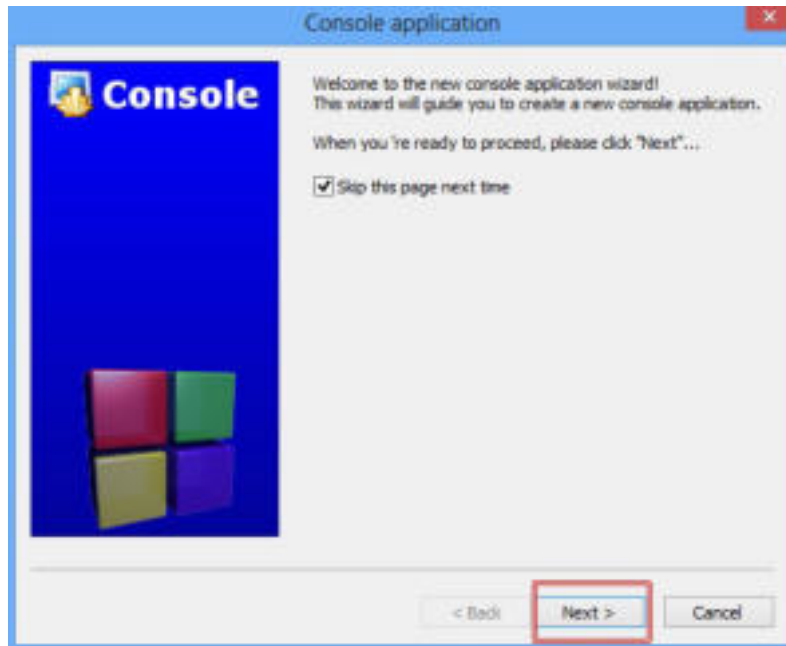 Console application
Console
Welcome to the new console application wizard!
This wizard will guide you to create a new console application.
When you 're ready to proceed, please click "Next"...
Skip this page next time
< Back
Next >
Cancel